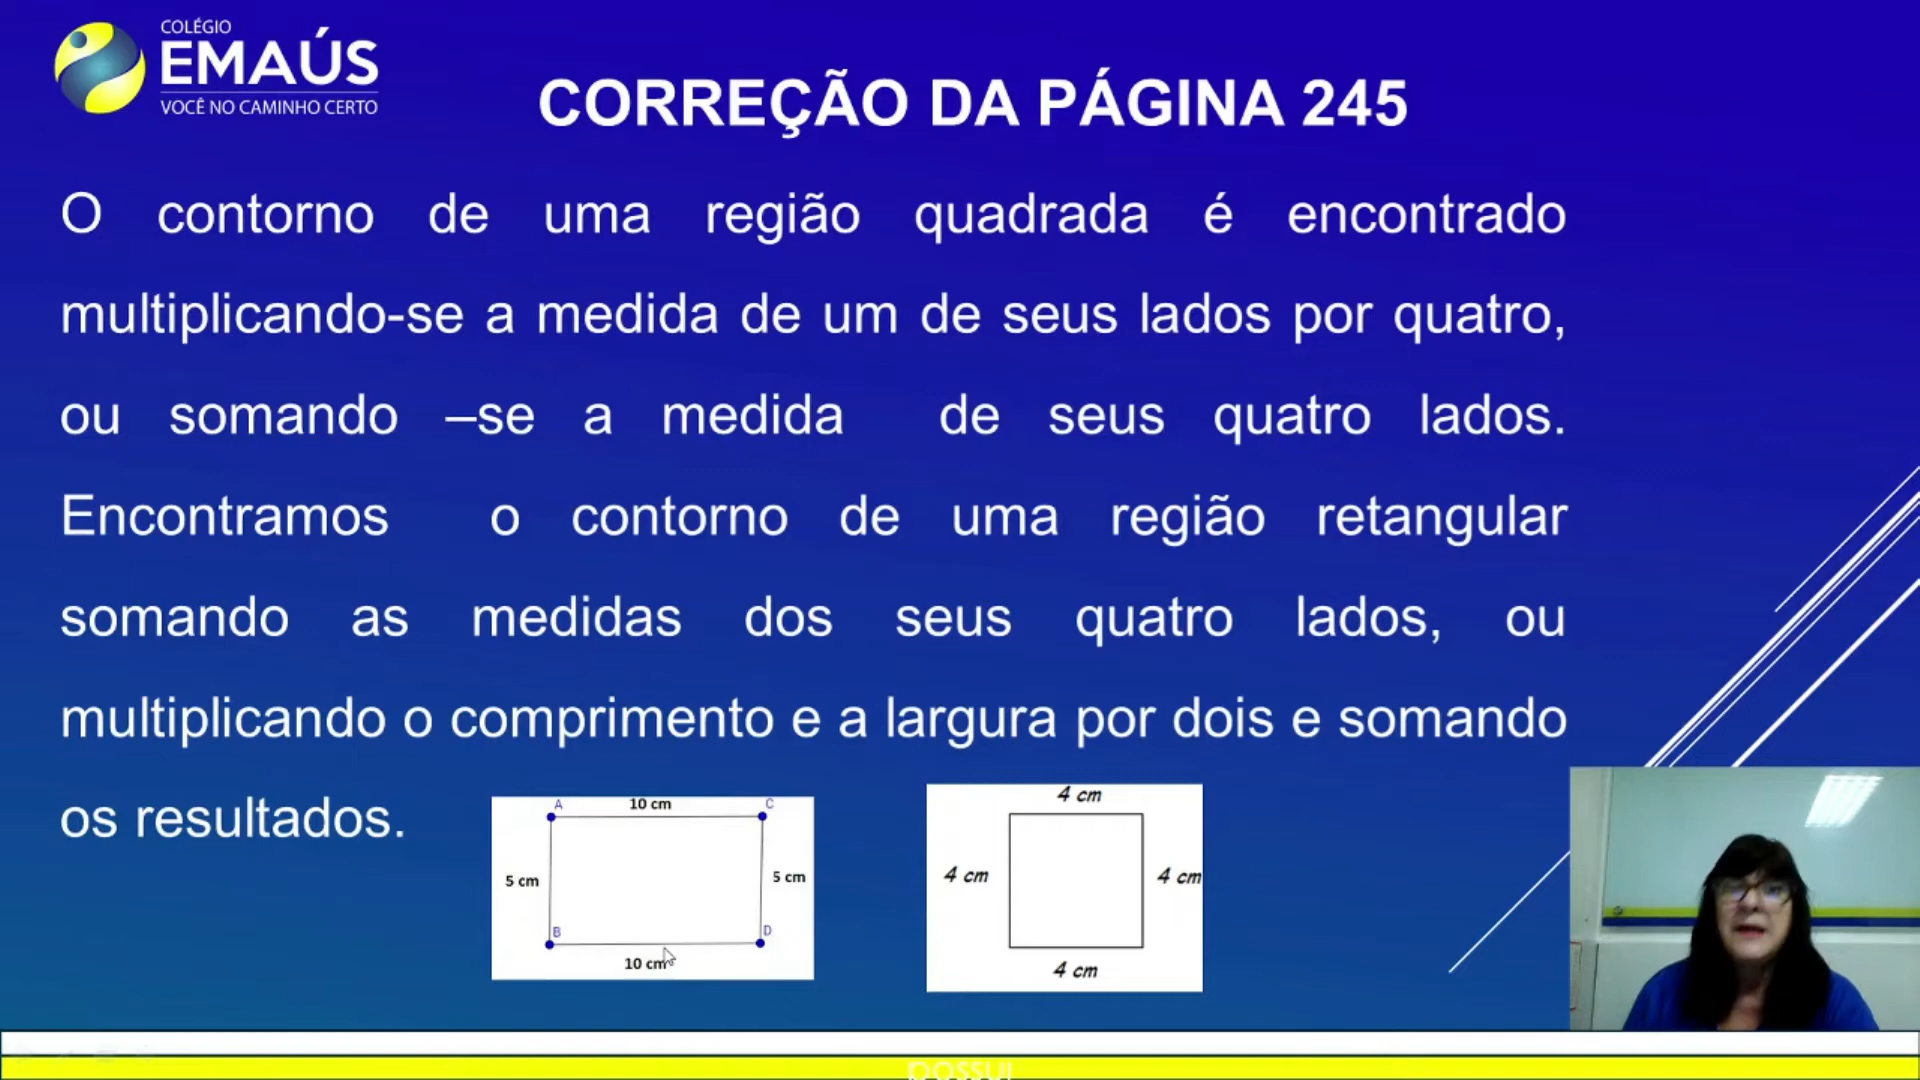 COLÉGIO
EMAÚS
VOCÊ NO CAMINHO CERTO
CORREÇÃO DA PÁGINA 245
O contorno de uma região quadrada é encontrado
multiplicando-se a medida de um de seus lados por quatro,
ou somando –se a medida de seus quatro lados.
Encontramos o contorno de uma região retangular
somando as medidas dos seus quatro lados, ou
multiplicando o comprimento e a largura por dois e somando
os resultados.
A 10 cm C
5 cm 5 cm
B D
10 cm
4 cm
4 cm 4 cm
4 cm
possui